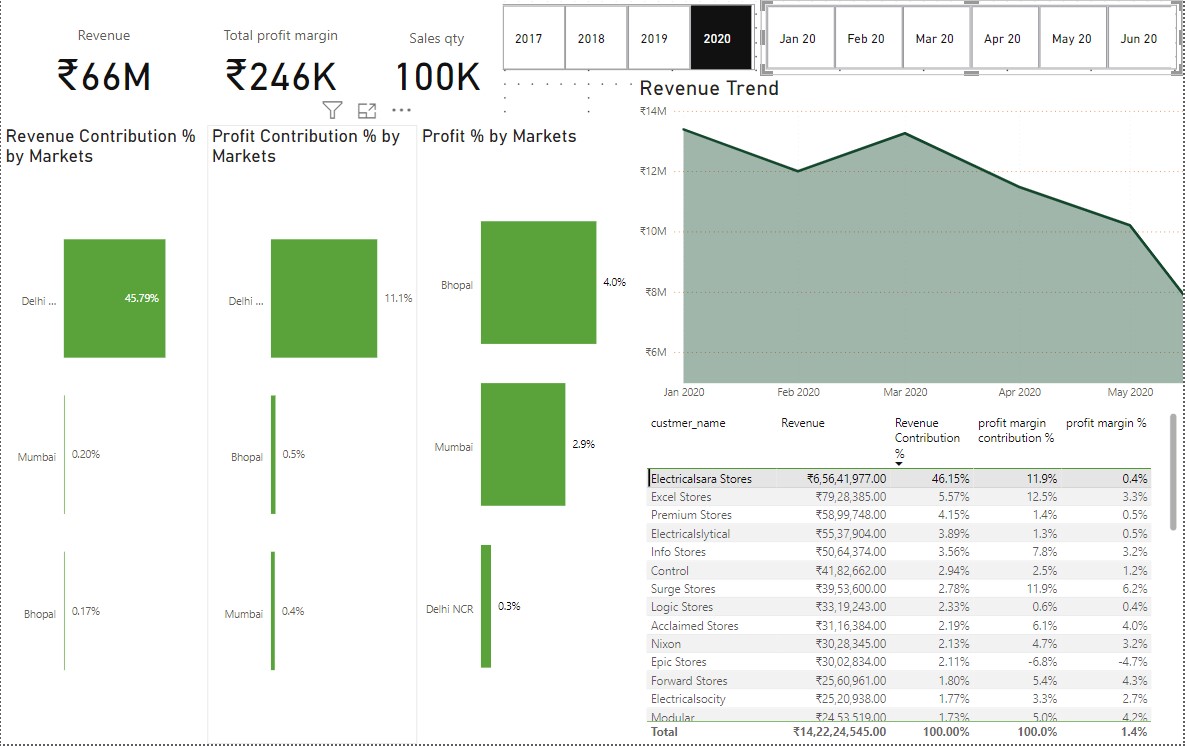 Revenue
₹66M
Total profit margin
₹246K
Sales qty
100K
2017 2018 2019 2020
Jan 20 Feb 20 Mar 20 Apr 20 May 20 Jun 20
Revenue Contribution %
by Markets
Delhi ... 45.79%
Mumbai 0.20%
Bhopal 0.17%
Profit Contribution % by
Markets
Delhi ... 11.1%
Bhopal 0.5%
Mumbai 0.4%
Profit % by Markets
Bhopal 4.0%
Mumbai 2.9%
Delhi NCR 0.3%
Revenue Trend
₹14M
₹12M
₹10M
₹8M
₹6M
Jan 2020 Feb 2020 Mar 2020 Apr 2020 May 2020
custmer_name Revenue Revenue Contribution % profit margin contribution % profit margin %
Electricalsara Stores ₹6,56,41,977.00 46.15% 11.9% 0.4%
Excel Stores ₹79,28,385.00 5.57% 12.5% 3.3%
Premium Stores ₹58,99,748.00 4.15% 1.4% 0.5%
Electricalslytical ₹55,37,904.00 3.89% 1.3% 0.5%
Info Stores ₹50,64,374.00 3.56% 7.8% 3.2%
Control ₹41,82,662.00 2.94% 2.5% 1.2%
Surge Stores ₹39,53,600.00 2.78% 11.9% 6.2%
Logic Stores ₹33,19,243.00 2.33% 0.6% 0.4%
Acclaimed Stores ₹31,16,384.00 2.19% 6.1% 4.0%
Nixon ₹30,28,345.00 2.13% 4.7% 3.2%
Epic Stores ₹30,02,834.00 2.11% -6.8% -4.7%
Forward Stores ₹25,60,961.00 1.80% 5.4% 4.3%
Electricalsocity ₹25,20,938.00 1.77% 3.3% 2.7%
Modular ₹24,53,519.00 1.73% 5.0% 4.2%
Total ₹14,22,24,545.00 100.00% 100.0% 1.4%